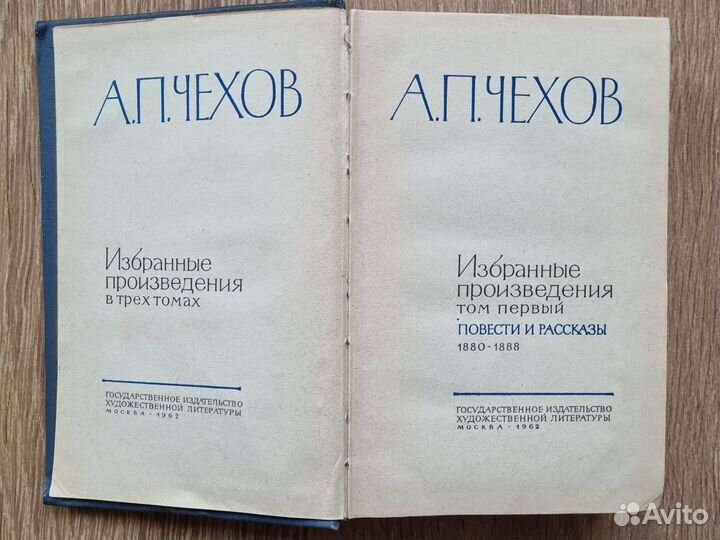 А.П.ЧЕХОВ
Избранные
произведения
в трех томах
ГОСУДАРСТВЕННОЕ ИЗДАТЕЛЬСТВО
ХУДОЖЕСТВЕННОЙ ЛИТЕРАТУРЫ
МОСКВА · 1962
А.П.ЧЕХОВ
Избранные
произведения
том первый
ПОВЕСТИ И РАССКАЗЫ
1880-1888
ГОСУДАРСТВЕННОЕ ИЗДАТЕЛЬСТВО
ХУДОЖЕСТВЕННОЙ ЛИТЕРАТУРЫ
МОСКВА · 1962
Avito